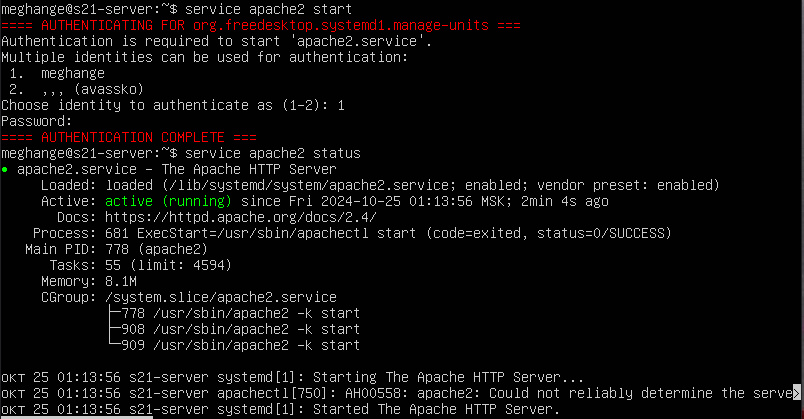 meghange@s21-server:~$ service apache2 start
==== AUTHENTICATING FOR org.freedesktop.systemd1.manage-units ===
Authentication is required to start 'apache2.service'.
Multiple identities can be used for authentication:
 1.  meghange
 2.  ,,, (avassko)
Choose identity to authenticate as (1-2): 1
Password:
==== AUTHENTICATION COMPLETE ===
meghange@s21-server:~$ service apache2 status
● apache2.service - The Apache HTTP Server
     Loaded: loaded (/lib/systemd/system/apache2.service; enabled; vendor preset: enabled)
     Active: active (running) since Fri 2024-10-25 01:13:56 MSK; 2min 4s ago
       Docs: https://httpd.apache.org/docs/2.4/
    Process: 681 ExecStart=/usr/sbin/apachectl start (code=exited, status=0/SUCCESS)
   Main PID: 778 (apache2)
      Tasks: 55 (limit: 4594)
     Memory: 8.1M
     CGroup: /system.slice/apache2.service
             ├─778 /usr/sbin/apache2 -k start
             ├─908 /usr/sbin/apache2 -k start
             └─909 /usr/sbin/apache2 -k start

окт 25 01:13:56 s21-server systemd[1]: Starting The Apache HTTP Server...
окт 25 01:13:56 s21-server apachectl[750]: AH00558: apache2: Could not reliably determine the serve>
окт 25 01:13:56 s21-server systemd[1]: Started The Apache HTTP Server.